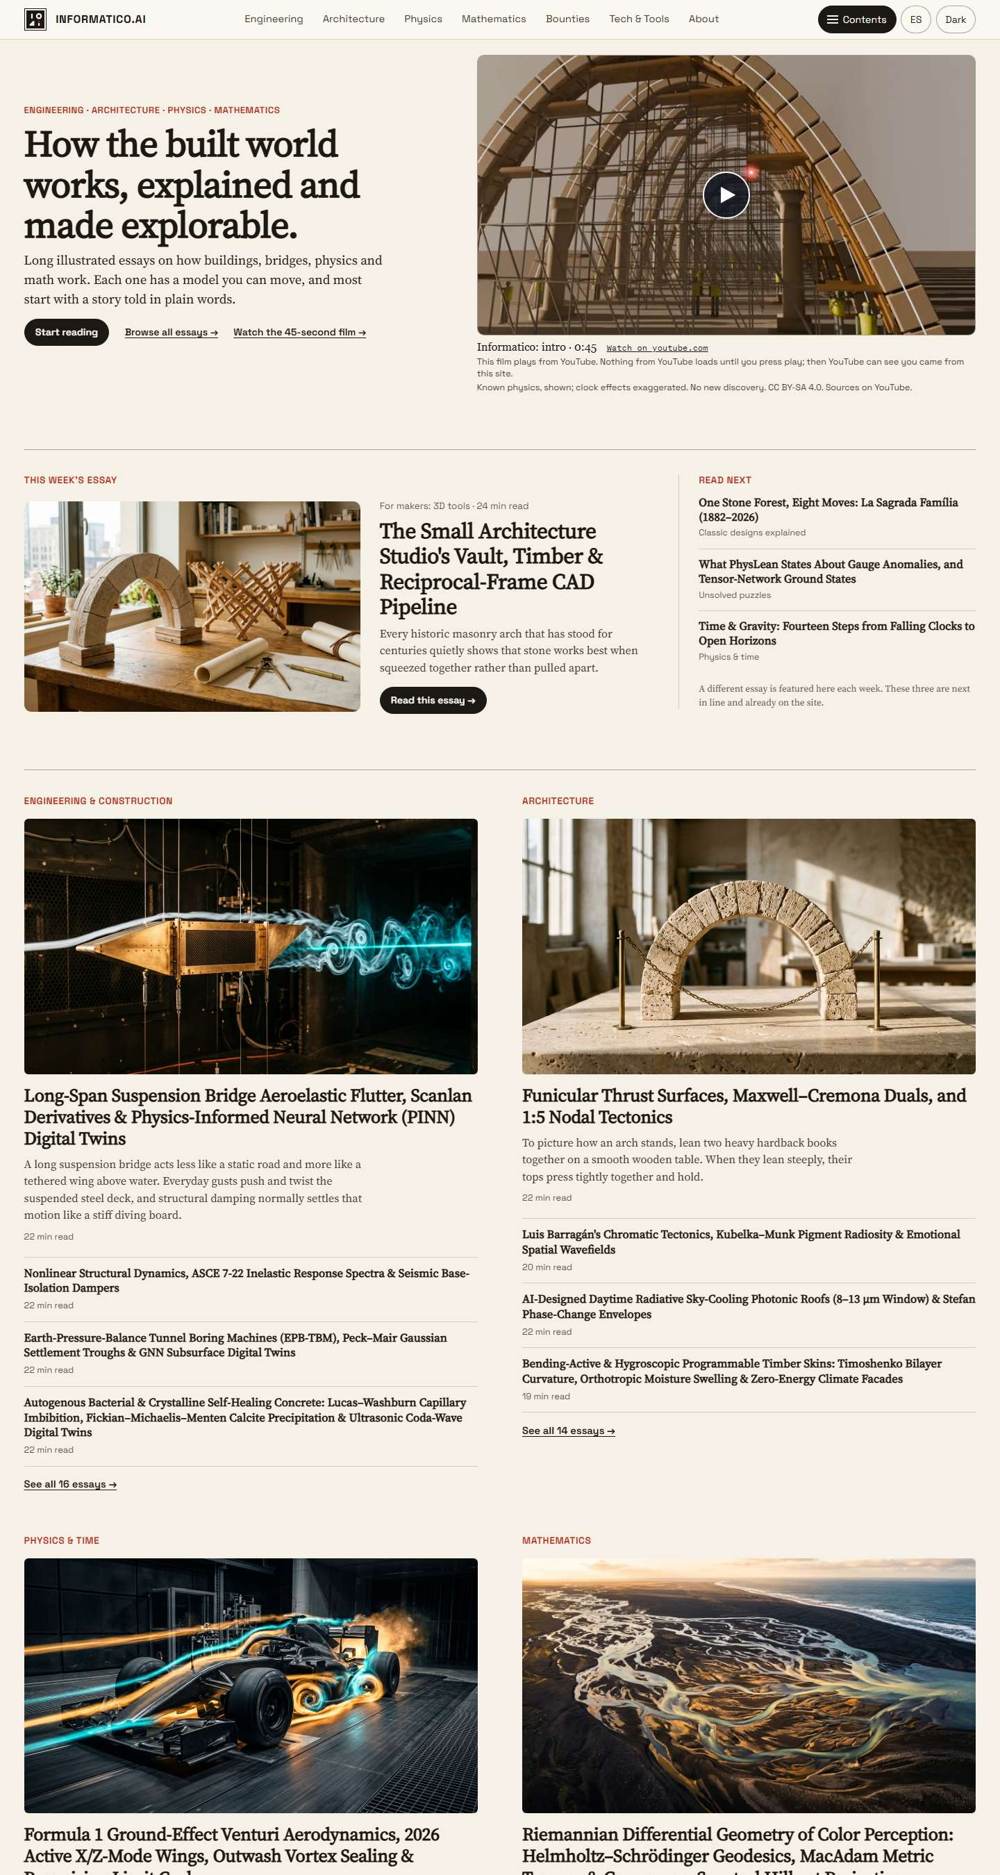 INFORMATICO.AI
Engineering
Architecture
Physics
Mathematics
Bounties
Tech & Tools
About
Contents
ES
Dark
ENGINEERING · ARCHITECTURE · PHYSICS · MATHEMATICS
How the built world
works, explained and
made explorable.
Long illustrated essays on how buildings, bridges, physics and
math work. Each one has a model you can move, and most
start with a story told in plain words.
Start reading
Browse all essays →
Watch the 45-second film →
Informatico: intro · 0:45
Watch on youtube.com
This film plays from YouTube. Nothing from YouTube loads until you press play; then YouTube can see you came from
this site.
Known physics, shown; clock effects exaggerated. No new discovery. CC BY-SA 4.0. Sources on YouTube.
THIS WEEK'S ESSAY
For makers: 3D tools · 24 min read
The Small Architecture
Studio's Vault, Timber &
Reciprocal-Frame CAD
Pipeline
Every historic masonry arch that has stood for
centuries quietly shows that stone works best when
squeezed together rather than pulled apart.
Read this essay →
READ NEXT
One Stone Forest, Eight Moves: La Sagrada Família
(1882–2026)
Classic designs explained
What PhysLean States About Gauge Anomalies, and
Tensor-Network Ground States
Unsolved puzzles
Time & Gravity: Fourteen Steps from Falling Clocks to
Open Horizons
Physics & time
A different essay is featured here each week. These three are next
in line and already on the site.
ENGINEERING & CONSTRUCTION
Long-Span Suspension Bridge Aeroelastic Flutter, Scanlan
Derivatives & Physics-Informed Neural Network (PINN)
Digital Twins
A long suspension bridge acts less like a static road and more like a
tethered wing above water. Everyday gusts push and twist the
suspended steel deck, and structural damping normally settles that
motion like a stiff diving board.
22 min read
Nonlinear Structural Dynamics, ASCE 7-22 Inelastic Response Spectra & Seismic Base-
Isolation Dampers
22 min read
Earth-Pressure-Balance Tunnel Boring Machines (EPB-TBM), Peck–Mair Gaussian
Settlement Troughs & GNN Subsurface Digital Twins
22 min read
Autogenous Bacterial & Crystalline Self-Healing Concrete: Lucas–Washburn Capillary
Imbibition, Fickian–Michaelis–Menten Calcite Precipitation & Ultrasonic Coda-Wave
Digital Twins
22 min read
See all 16 essays →
ARCHITECTURE
Funicular Thrust Surfaces, Maxwell–Cremona Duals, and
1:5 Nodal Tectonics
To picture how an arch stands, lean two heavy hardback books
together on a smooth wooden table. When they lean steeply, their
tops press tightly together and hold.
22 min read
Luis Barragán's Chromatic Tectonics, Kubelka–Munk Pigment Radiosity & Emotional
Spatial Wavefields
20 min read
AI-Designed Daytime Radiative Sky-Cooling Photonic Roofs (8–13 µm Window) & Stefan
Phase-Change Envelopes
22 min read
Bending-Active & Hygroscopic Programmable Timber Skins: Timoshenko Bilayer
Curvature, Orthotropic Moisture Swelling & Zero-Energy Climate Facades
19 min read
See all 14 essays →
PHYSICS & TIME
Formula 1 Ground-Effect Venturi Aerodynamics, 2026
Active X/Z-Mode Wings, Outwash Vortex Sealing &
MATHEMATICS
Riemannian Differential Geometry of Color Perception:
Helmholtz–Schrödinger Geodesics, MacAdam Metric